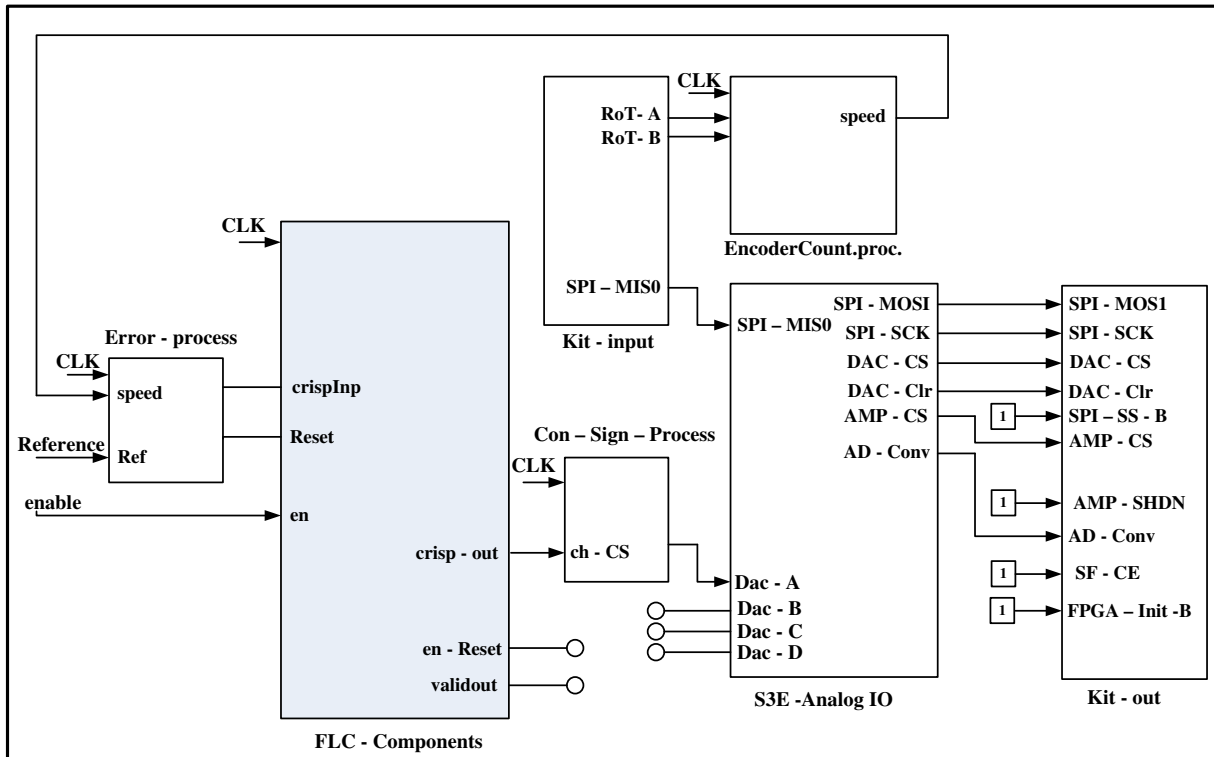 CLK
RoT- A
RoT- B
speed
EncoderCount.proc.
SPI – MIS0
Kit - input
CLK
Error - process
CLK
speed
Reference
Ref
enable
crispInp
Reset
en
crisp - out
en - Reset
validout
FLC - Components
Con – Sign – Process
CLK
ch - CS
SPI – MIS0
SPI - MOSI
SPI - SCK
DAC - CS
DAC - Clr
AMP - CS
AD - Conv
Dac - A
Dac - B
Dac - C
Dac - D
S3E -Analog IO
SPI - MOS1
SPI - SCK
DAC - CS
DAC - Clr
1
SPI – SS - B
AMP - CS
1
AMP - SHDN
AD - Conv
1
SF - CE
1
FPGA – Init -B
Kit - out